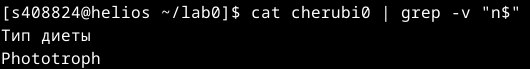 [s408824@helios ~/lab0]$ cat cherubi0 | grep -v "n$"
Тип диеты
Phototroph